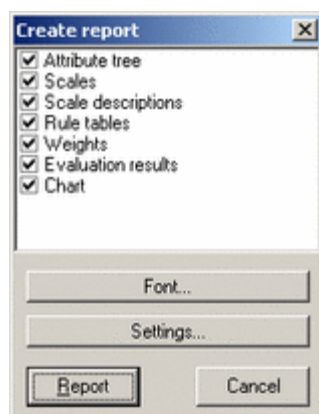 Create report
Attribute tree
Scales
Scale descriptions
Rule tables
Weights
Evaluation results
Chart
Font...
Settings...
Report
Cancel